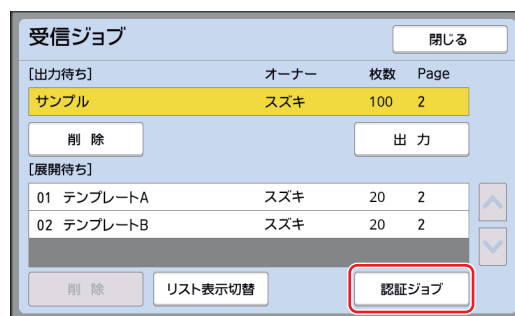 受信ジョブ 閉じる
[出力待ち] オーナー 枚数 Page
サンプル スズキ 100 2
削 除 出 力
[展開待ち]
01 テンプレートA スズキ 20 2
02 テンプレートB スズキ 20 2
削 除 リスト表示切替 認証ジョブ